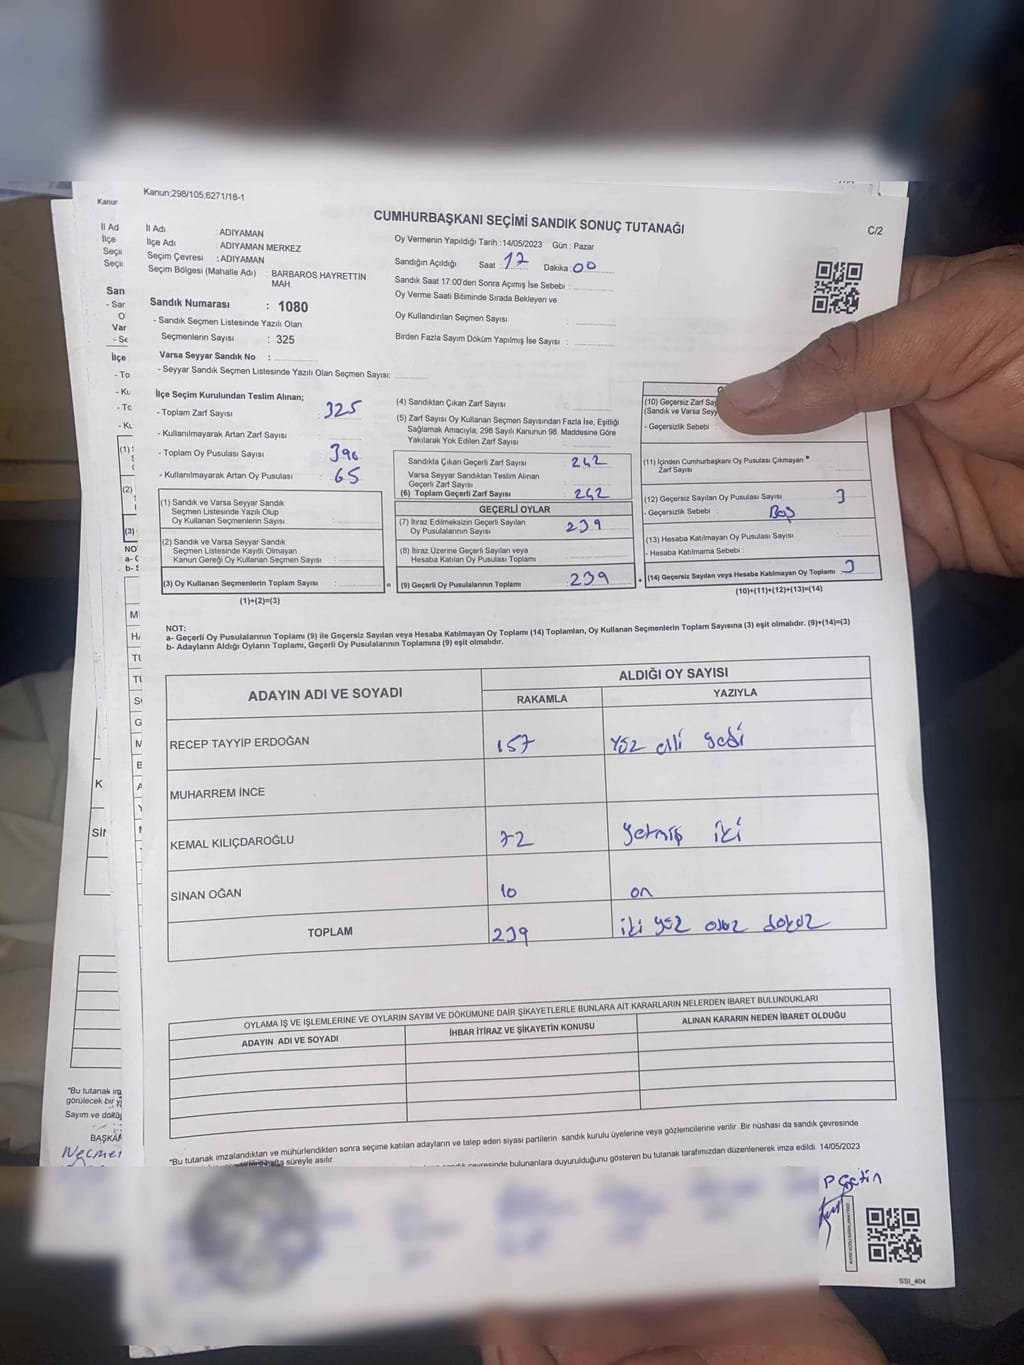 Kanun;298/105,6271/18-1
CUMHURBAŞKANI SEÇİMİ SANDIK SONUÇ TUTANAĞI
C/2
İl Adı : ADIYAMAN
İlçe Adı : ADIYAMAN MERKEZ
Seçim Çevresi : ADIYAMAN
Seçim Bölgesi (Mahalle Adı) : BARBAROS HAYRETTİN
MAH.
Sandık Numarası : 1080
- Sandık Seçmen Listesinde Yazılı Olan
Seçmenlerin Sayısı : 325
Varsa Seyyar Sandık No :
- Seyyar Sandık Seçmen Listesinde Yazılı Olan Seçmen Sayısı:
Oy Vermenin Yapıldığı Tarih : 14/05/2023 Gün : Pazar
Sandığın Açıldığı Saat : 17 Dakika : 00
Sandık Saat 17:00'den Sonra Açımış İse Sebebi :
Oy Verme Saati Bitiminde Sırada Bekleyen ve
Oy Kullandırılan Seçmen Sayısı :
Birden Fazla Sayım Döküm Yapılmış İse Sayısı :
İlçe Seçim Kurulundan Teslim Alınan;
- Toplam Zarf Sayısı : 325
- Kullanılmayarak Artan Zarf Sayısı :
- Toplam Oy Pusulası Sayısı : 390
- Kullanılmayarak Artan Oy Pusulası : 65
(1) Sandık ve Varsa Seyyar Sandık
Seçmen Listesinde Yazılı Olup
Oy Kullanan Seçmenlerin Sayısı :
(2) Sandık ve Varsa Seyyar Sandık
Seçmen Listesinde Kayıtlı Olmayan
Kanun Gereği Oy Kullanan Seçmen Sayısı :
(3) Oy Kullanan Seçmenlerin Toplam Sayısı :
(1)+(2)=(3)
(4) Sandıktan Çıkan Zarf Sayısı :
(5) Zarf Sayısı Oy Kullanan Seçmen Sayısından Fazla İse, Eşitliği
Sağlamak Amacıyla, 298 Sayılı Kanunun 98. Maddesine Göre
Yakılarak Yok Edilen Zarf Sayısı :
Sandıkta Çıkan Geçerli Zarf Sayısı : 242
Varsa Seyyar Sandıktan Teslim Alınan
Geçerli Zarf Sayısı :
(6) Toplam Geçerli Zarf Sayısı : 242
GEÇERLİ OYLAR
(7) İtiraz Edilmeksizin Geçerli Sayılan
Oy Pusulalarının Sayısı : 239
(8) İtiraz Üzerine Geçerli Sayılan veya
Hesaba Katılan Oy Pusulası Toplamı :
(9) Geçerli Oy Pusulalarının Toplamı : 239
(10) Geçersiz Zarf
(Sandık ve Varsa
- Geçersizlik Sebebi :
(11) İçinden Cumhurbaşkanı Oy Pusulası Çıkmayan
Zarf Sayısı
(12) Geçersiz Sayılan Oy Pusulası Sayısı : 3
- Geçersizlik Sebebi : Boş
(13) Hesaba Katılmayan Oy Pusulası Sayısı :
- Hesaba Katılmama Sebebi :
(14) Geçersiz Sayılan veya Hesaba Katılmayan Oy Toplamı : 3
(10)+(11)+(12)+(13)=(14)
NOT:
a- Geçerli Oy Pusulalarının Toplamı (9) ile Geçersiz Sayılan veya Hesaba Katılmayan Oy Toplamı (14) Toplamları, Oy Kullanan Seçmenlerin Toplam Sayısına (3) eşit olmalıdır. (9)+(14)=(3)
b- Adayların Aldığı Oyların Toplamı, Geçerli Oy Pusulalarının Toplamına (9) eşit olmalıdır.
ADAYIN ADI VE SOYADI
ALDIĞI OY SAYISI
RAKAMLA YAZIYLA
RECEP TAYYİP ERDOĞAN 157 yüz elli yedi
MUHARREM İNCE
KEMAL KILIÇDAROĞLU 72 yetmiş iki
SİNAN OĞAN 10 on
TOPLAM 239 iki yüz otuz dokuz
OYLAMA İŞ VE İŞLEMLERİNE VE OYLARIN SAYIM VE DÖKÜMÜNE DAİR ŞİKAYETLERLE BUNLARA AİT KARARLARIN NELERDEN İBARET BULUNDUKLARI
ADAYIN ADI VE SOYADI İHBAR İTİRAZ VE ŞİKAYETİN KONUSU ALINAN KARARIN NEDEN İBARET OLDUĞU
*Bu tutanak imzalandıktan ve mühürlendikten sonra seçime katılan adayların ve talep eden siyasi partilerin sandık kurulu üyelerine veya gözlemcilerine verilir. Bir nüshası da sandık çevresinde
süreyle asılır.
çevresinde bulunanlara duyurulduğunu gösteren bu tutanak tarafımızdan düzenlenerek imza edildi. 14/05/2023
P Çetin
SSI_404